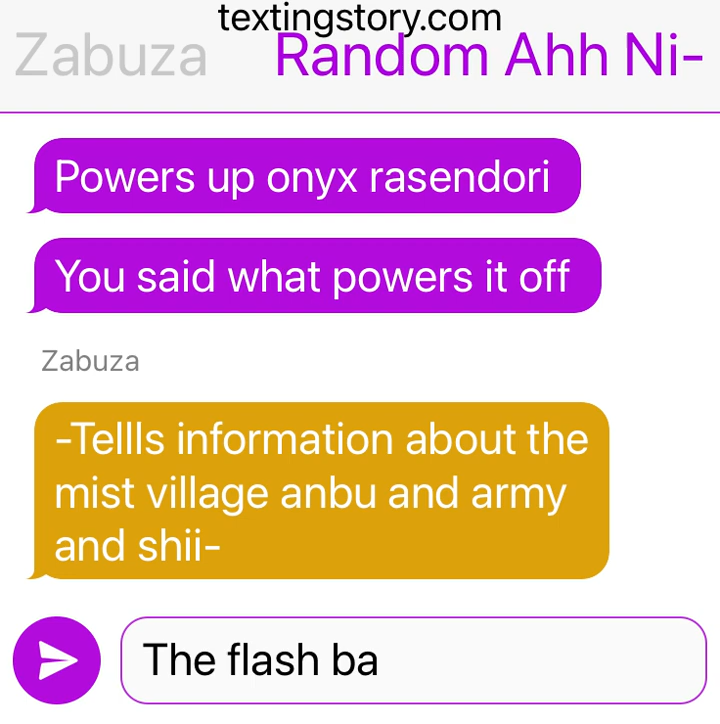 textingstory.com
Zabuza Random Ahh Ni-
Powers up onyx rasendori
You said what powers it off
Zabuza
-Tellls information about the
mist village anbu and army
and shii-
The flash ba